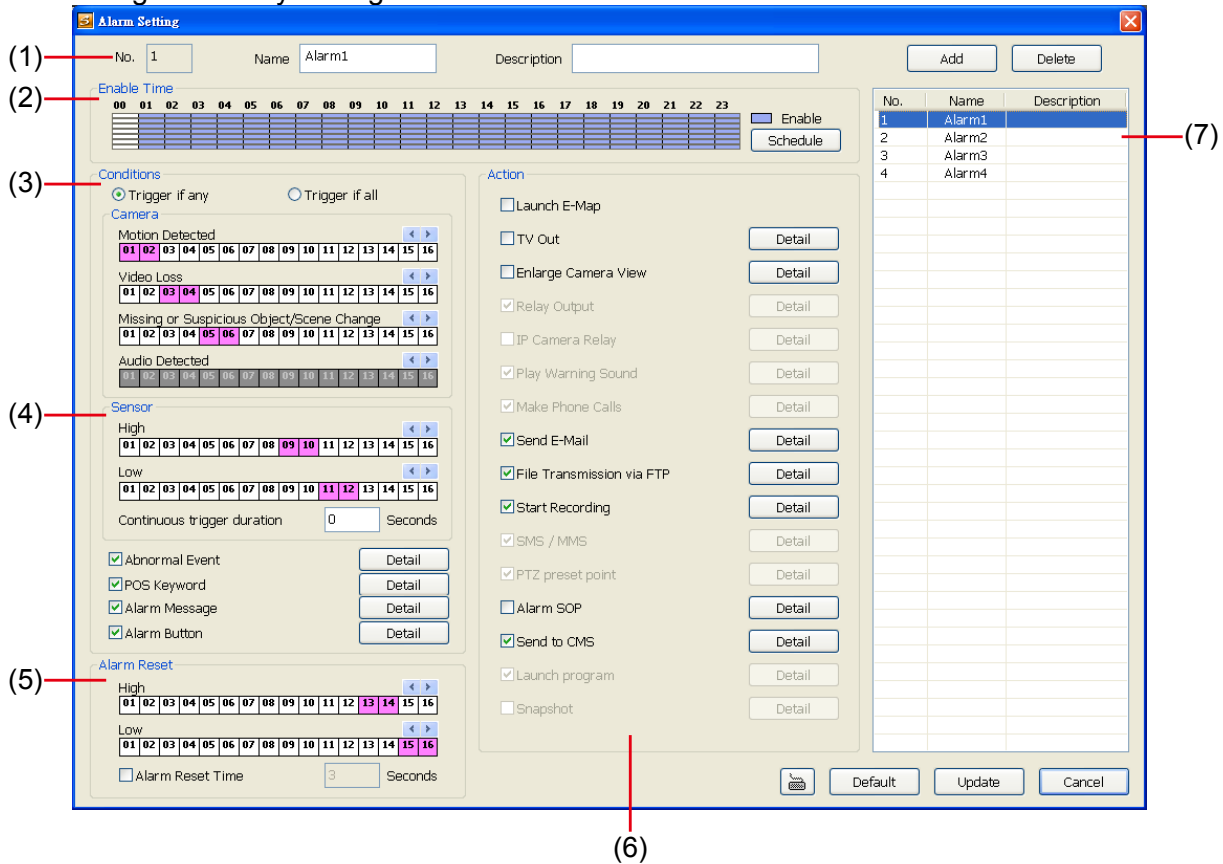 Alarm Setting
(1)
No. 1 Name Alarm1 Description Add Delete
(2)
Enable Time
00 01 02 03 04 05 06 07 08 09 10 11 12 13 14 15 16 17 18 19 20 21 22 23
Enable
Schedule
(3)
Conditions
Trigger if any Trigger if all
Camera
Motion Detected
01 02 03 04 05 06 07 08 09 10 11 12 13 14 15 16
Video Loss
01 02 03 04 05 06 07 08 09 10 11 12 13 14 15 16
Missing or Suspicious Object/Scene Change
01 02 03 04 05 06 07 08 09 10 11 12 13 14 15 16
Audio Detected
01 02 03 04 05 06 07 08 09 10 11 12 13 14 15 16
(4)
Sensor
High
01 02 03 04 05 06 07 08 09 10 11 12 13 14 15 16
Low
01 02 03 04 05 06 07 08 09 10 11 12 13 14 15 16
Continuous trigger duration 0 Seconds
Abnormal Event Detail
POS Keyword Detail
Alarm Message Detail
Alarm Button Detail
(5)
Alarm Reset
High
01 02 03 04 05 06 07 08 09 10 11 12 13 14 15 16
Low
01 02 03 04 05 06 07 08 09 10 11 12 13 14 15 16
Alarm Reset Time 3 Seconds
Action
Launch E-Map
TV Out Detail
Enlarge Camera View Detail
Relay Output Detail
IP Camera Relay Detail
Play Warning Sound Detail
Make Phone Calls Detail
Send E-Mail Detail
File Transmission via FTP Detail
Start Recording Detail
SMS / MMS Detail
PTZ preset point Detail
Alarm SOP Detail
Send to CMS Detail
Launch program Detail
Snapshot Detail
(6)
No. Name Description
1 Alarm1
2 Alarm2
3 Alarm3
4 Alarm4
(7)
Default Update Cancel